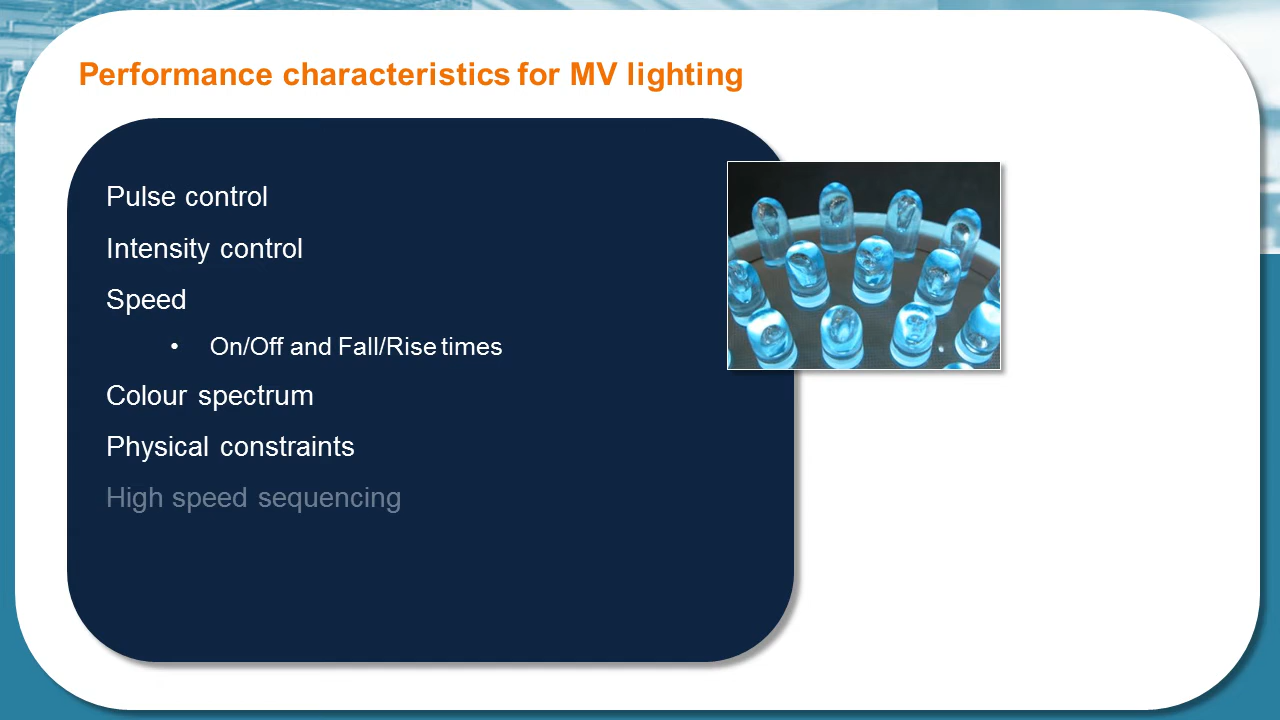 Performance characteristics for MV lighting
Pulse control
Intensity control
Speed
• On/Off and Fall/Rise times
Colour spectrum
Physical constraints
High speed sequencing